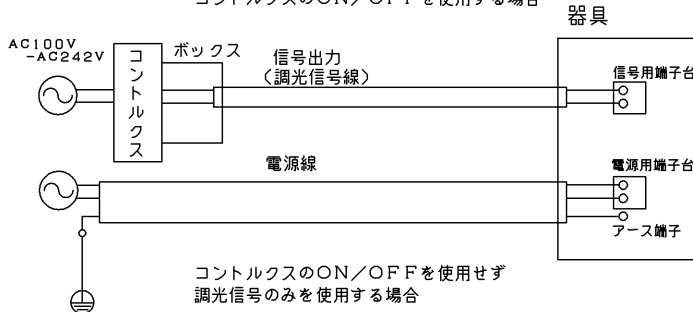 コントルクスのON/OFFを使用する場合
器具
AC100V
-AC242V
コントルクス
ボックス
信号出力
(調光信号線)
信号用端子台
電源線
電源用端子台
アース端子
コントルクスのON/OFFを使用せず
調光信号のみを使用する場合